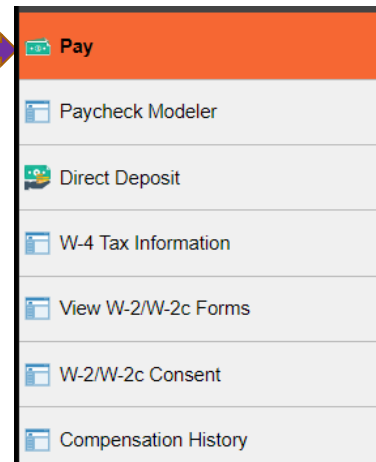 Pay
Paycheck Modeler
Direct Deposit
W-4 Tax Information
View W-2/W-2c Forms
W-2/W-2c Consent
Compensation History